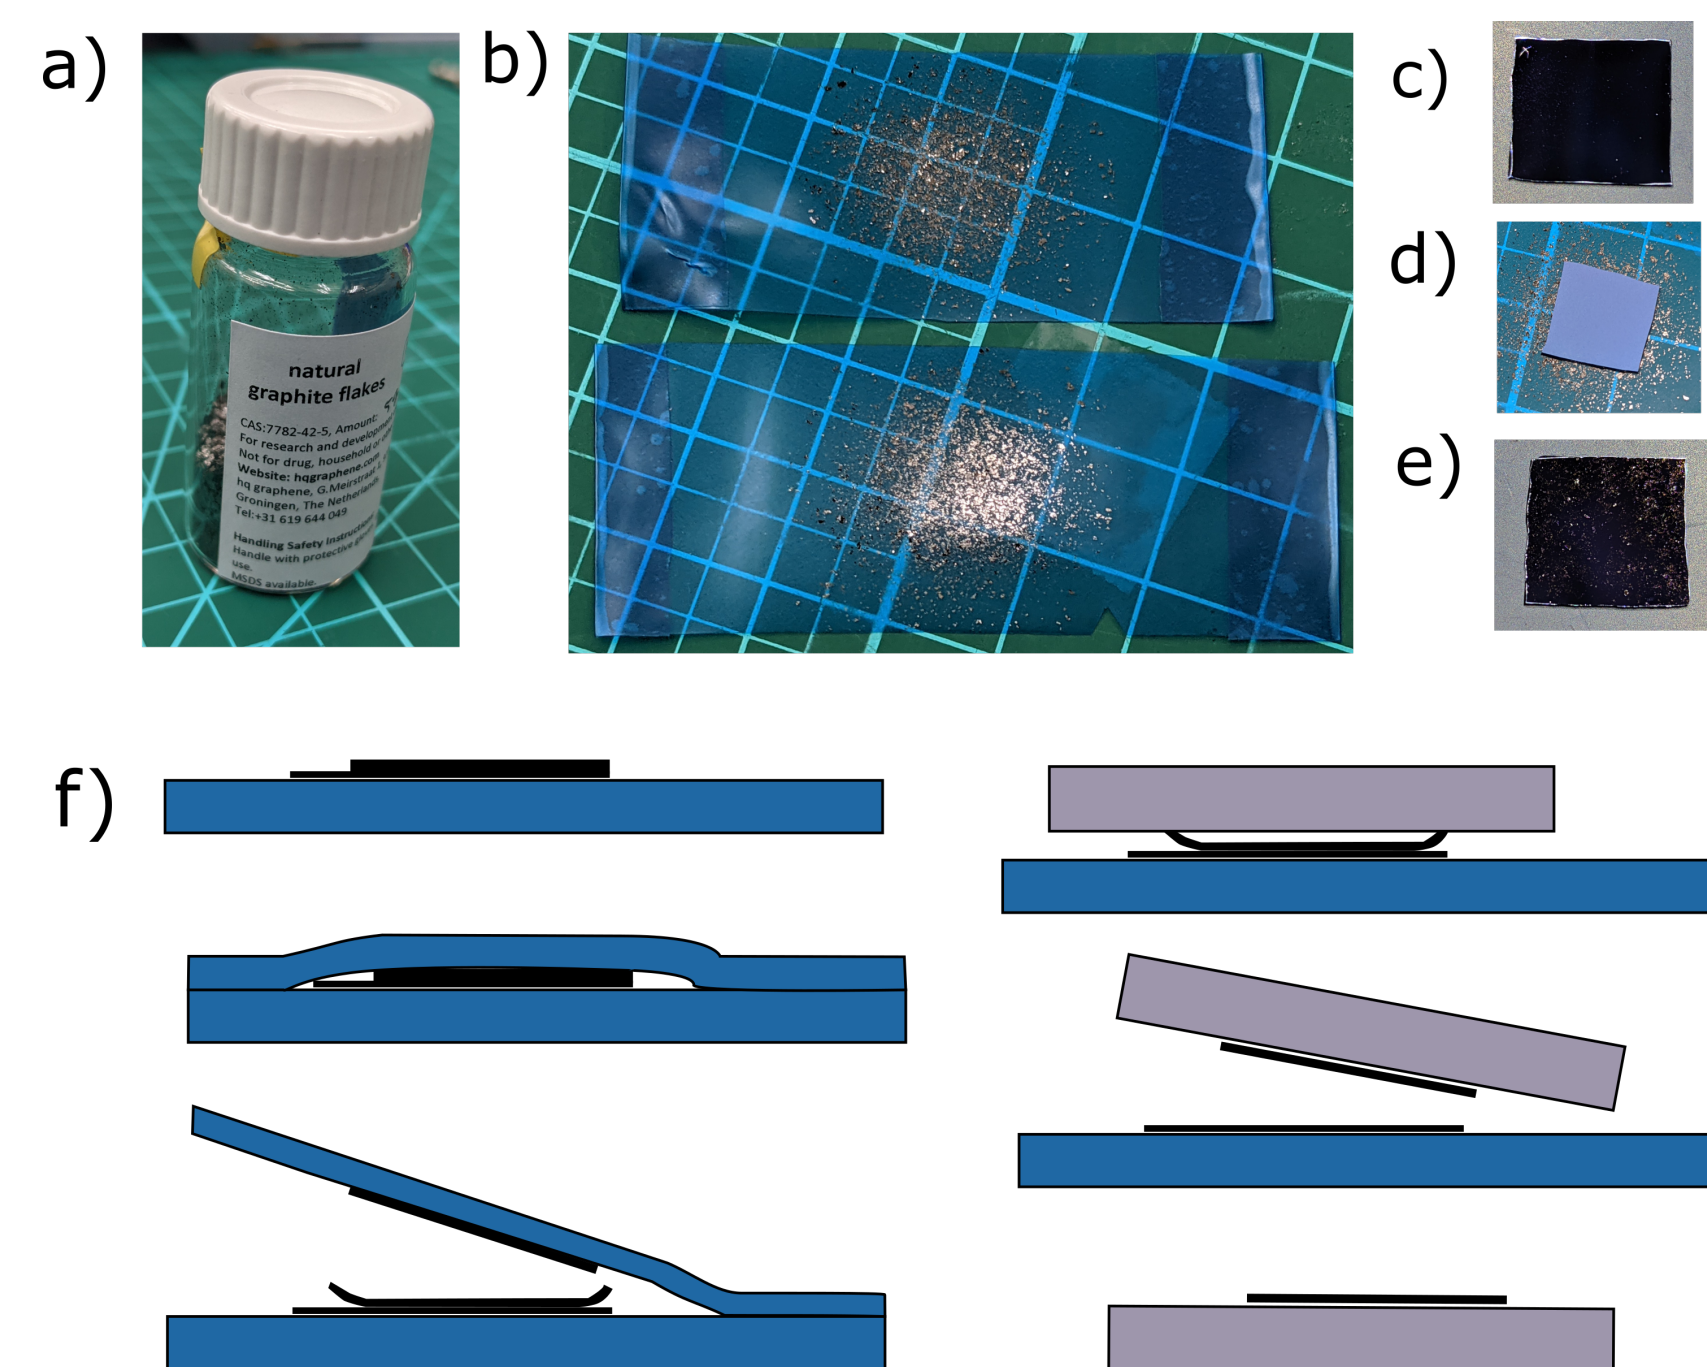 a)
b)
c)
d)
e)
f)
natural
graphite flakes
CAS:7782-42-5, Amount:
For research and development
Not for drug, household or
Website: hqgraphene.com
hq graphene, G.Meirstraat
Groningen, The Netherlands
Tel:+31 619 644 049
Handling Safety Instructions
Handle with protective
use.
MSDS available.